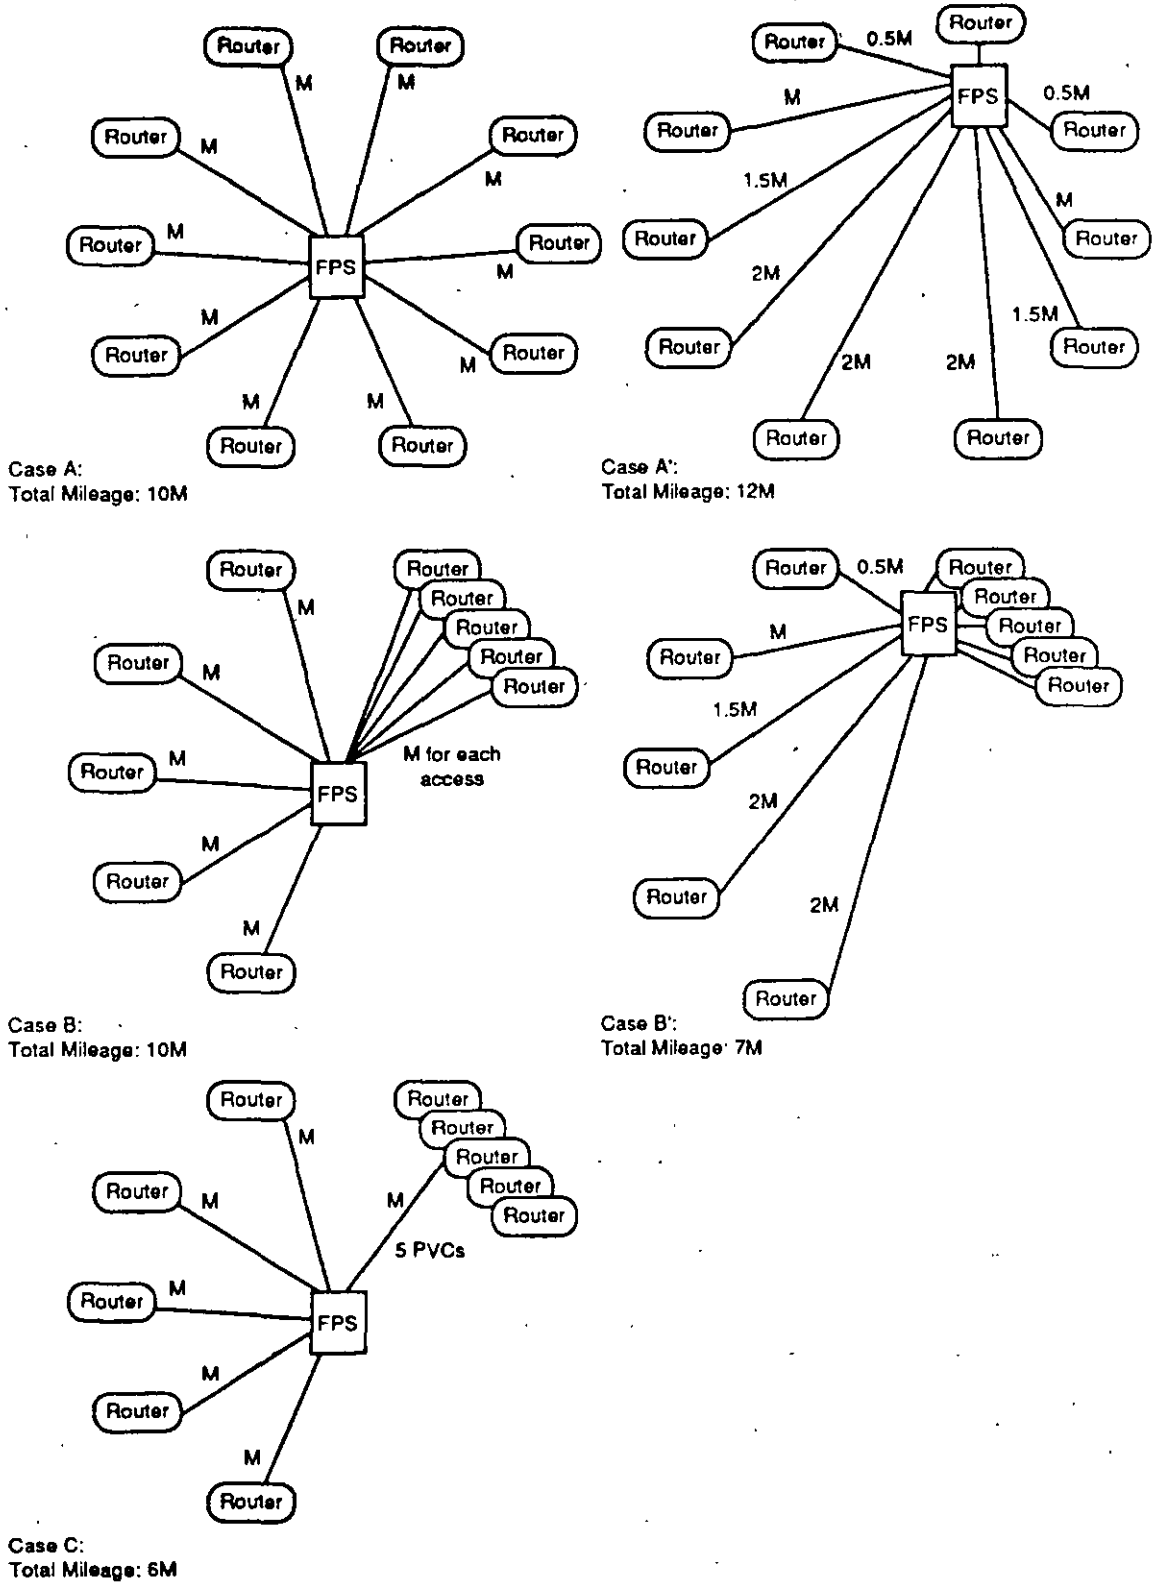 Router
Router
M
M
Router
M
Router
M
Router
M
Router
M
FPS
M
Router
M
Router
M
M
Router
Router
Case A:
Total Mileage: 10M
Router
Router
0.5M
FPS
0.5M
M
Router
Router
1.5M
M
Router
Router
2M
1.5M
Router
Router
2M
2M
Router
Router
Case A':
Total Mileage: 12M
Router
Router
M
Router
Router
Router
Router
M
Router
M for each
access
M
Router
FPS
M
Router
M
Router
Case B:
Total Mileage: 10M
Router
0.5M
Router
Router
FPS
Router
M
Router
Router
Router
1.5M
Router
2M
Router
2M
Router
Case B':
Total Mileage: 7M
Router
Router
M
Router
Router
Router
Router
M
M
Router
5 PVCs
M
Router
FPS
M
Router
M
Router
Case C:
Total Mileage: 6M